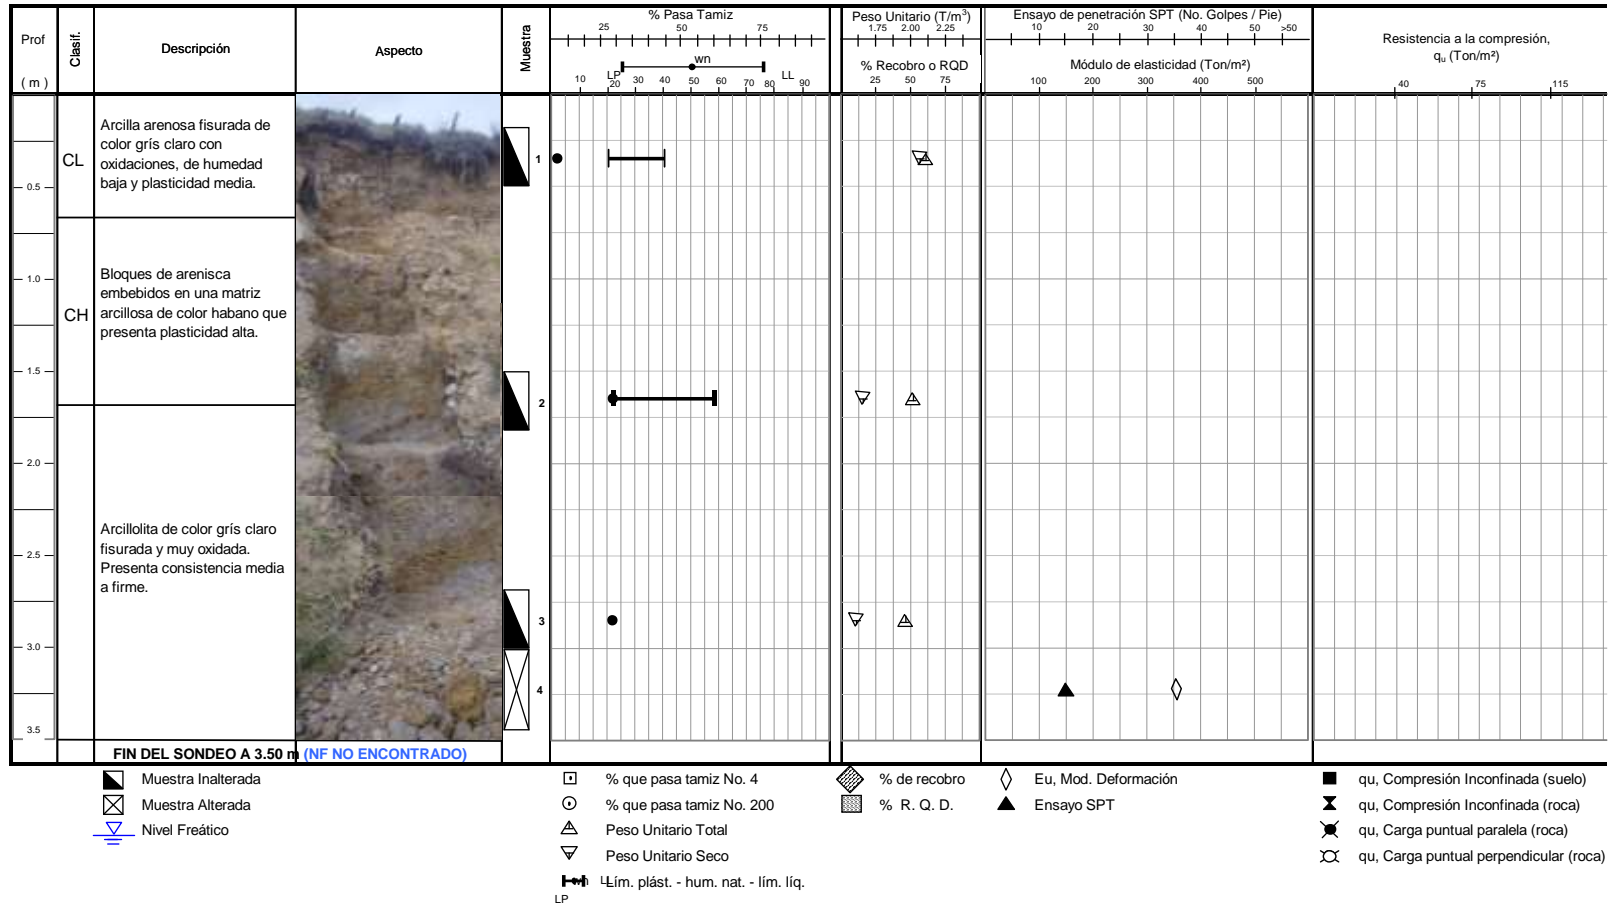 Prof
( m )
Clasif.
Descripción
Aspecto
Muestra
% Pasa Tamiz
25 50 75
wn
LP LL
10 20 30 40 50 60 70 80 90
Peso Unitario (T/m³)
1.75 2.00 2.25
% Recobro o RQD
25 50 75
Ensayo de penetración SPT (No. Golpes / Pie)
10 20 30 40 50 >50
Módulo de elasticidad (Ton/m²)
100 200 300 400 500
Resistencia a la compresión,
qu (Ton/m²)
40 75 115
0.5
1.0
1.5
2.0
2.5
3.0
3.5
CL
Arcilla arenosa fisurada de
color grís claro con
oxidaciones, de humedad
baja y plasticidad media.
1
CH
Bloques de arenisca
embebidos en una matriz
arcillosa de color habano que
presenta plasticidad alta.
2
Arcillolita de color grís claro
fisurada y muy oxidada.
Presenta consistencia media
a firme.
3
4
FIN DEL SONDEO A 3.50 m (NF NO ENCONTRADO)
Muestra Inalterada
Muestra Alterada
Nivel Freático
% que pasa tamiz No. 4
% que pasa tamiz No. 200
Peso Unitario Total
Peso Unitario Seco
wn LL Lím. plást. - hum. nat. - lím. líq.
LP
% de recobro
% R. Q. D.
Eu, Mod. Deformación
Ensayo SPT
qu, Compresión Inconfinada (suelo)
qu, Compresión Inconfinada (roca)
qu, Carga puntual paralela (roca)
qu, Carga puntual perpendicular (roca)